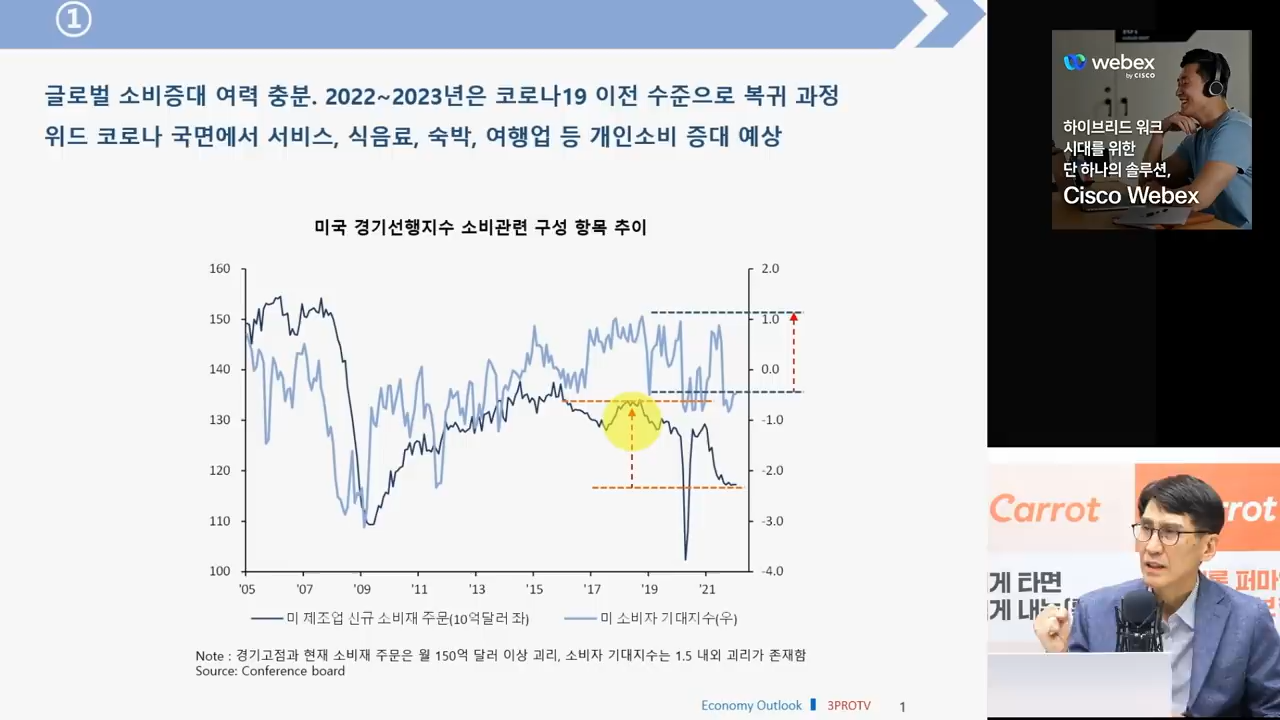 ①
글로벌 소비증대 여력 충분. 2022~2023년은 코로나19 이전 수준으로 복귀 과정
위드 코로나 국면에서 서비스, 식음료, 숙박, 여행업 등 개인소비 증대 예상
미국 경기선행지수 소비관련 구성 항목 추이
160
150
140
130
120
110
100
2.0
1.0
0.0
-1.0
-2.0
-3.0
-4.0
'05 '07 '09 '11 '13 '15 '17 '19 '21
미 제조업 신규 소비재 주문(10억달러 좌) 미 소비자 기대지수(우)
Note : 경기고점과 현재 소비재 주문은 월 150억 달러 이상 괴리, 소비자 기대지수는 1.5 내외 괴리가 존재함
Source: Conference board
Economy Outlook 3PROTV 1
webex
by CISCO
하이브리드 워크
시대를 위한
단 하나의 솔루션,
Cisco Webex
Carrot
rot
게 타면
퍼마
게 내